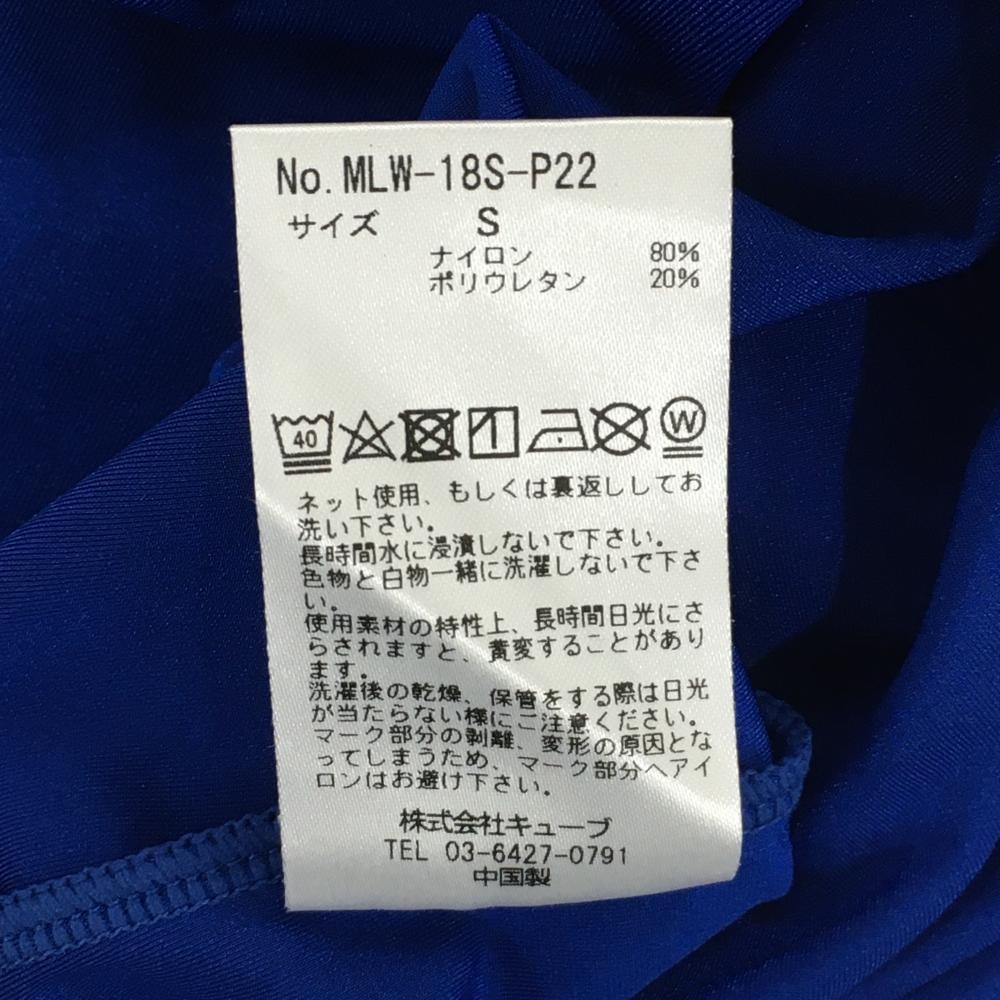 No. MLW-18S-P22
サイズ S
ナイロン 80%
ポリウレタン 20%
40 W
ネット使用、もしくは裏返ししてお
洗い下さい。
長時間水に浸漬しないで下さい。
色物と白物一緒に洗濯しないで下さ
い。
使用素材の特性上、長時間日光にさ
らされますと、黄変することがあり
ます。
洗濯後の乾燥、保管をする際は日光
が当たらない様にご注意ください。
マーク部分の剥離、変形の原因とな
ってしまうため、マーク部分へアイ
ロンはお避け下さい。
株式会社キューブ
TEL 03-6427-0791
中国製